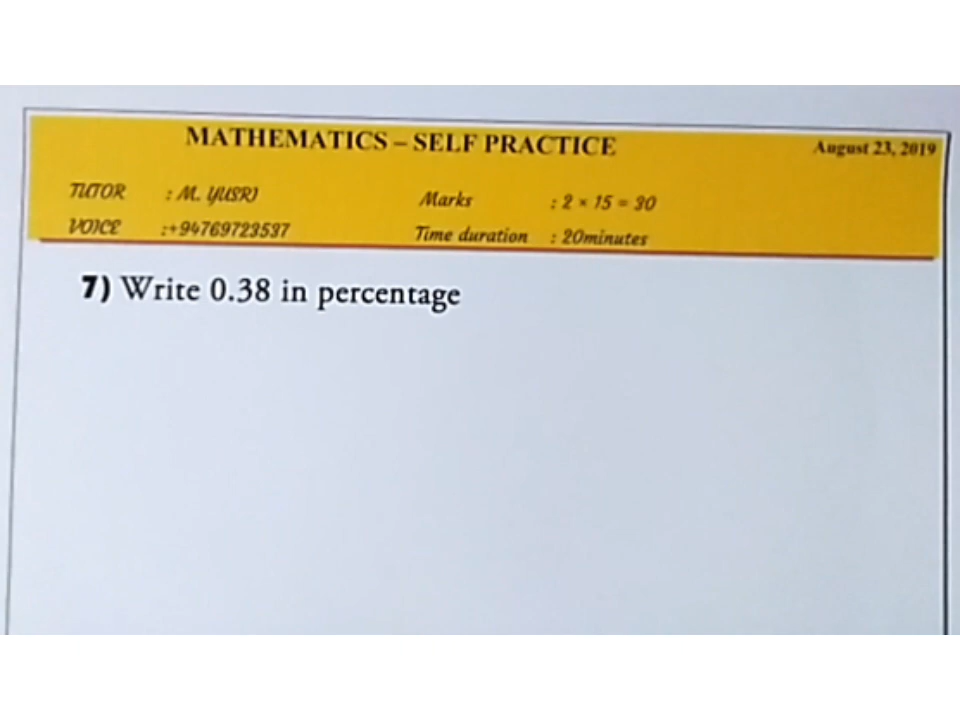 MATHEMATICS – SELF PRACTICE
August 23, 2019
TUTOR : M. YUSRI
Marks : 2 × 15 = 30
VOICE :+94769723537
Time duration : 20minutes
7) Write 0.38 in percentage